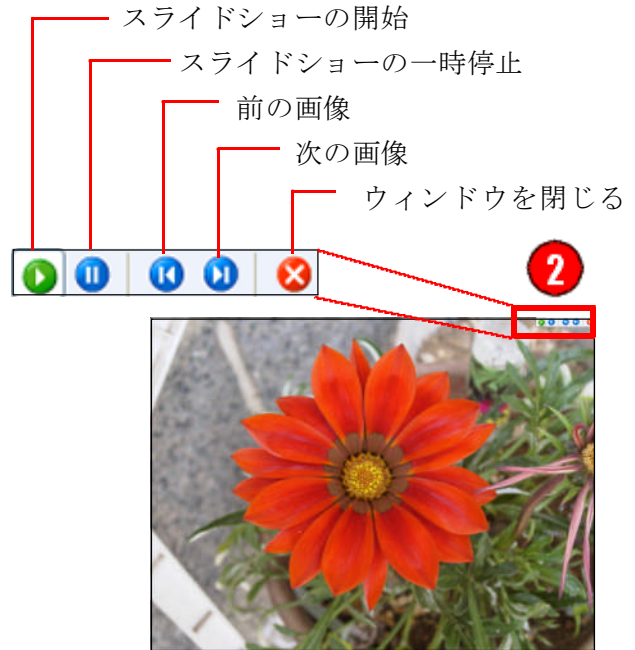 スライドショーの開始
スライドショーの一時停止
前の画像
次の画像
ウィンドウを閉じる
2